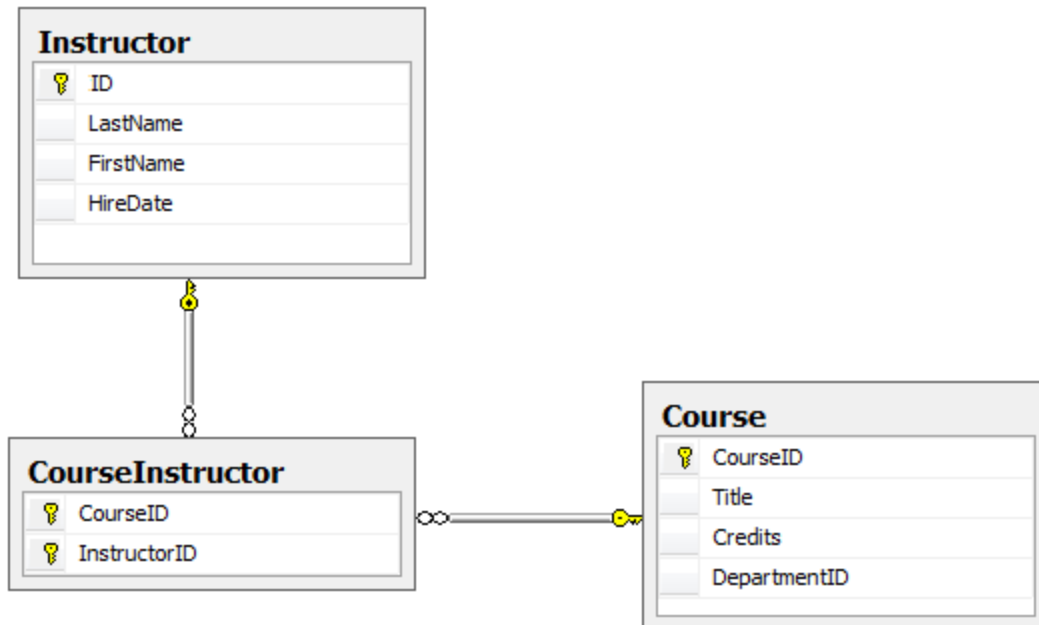 Instructor
ID
LastName
FirstName
HireDate
CourseInstructor
CourseID
InstructorID
Course
CourseID
Title
Credits
DepartmentID